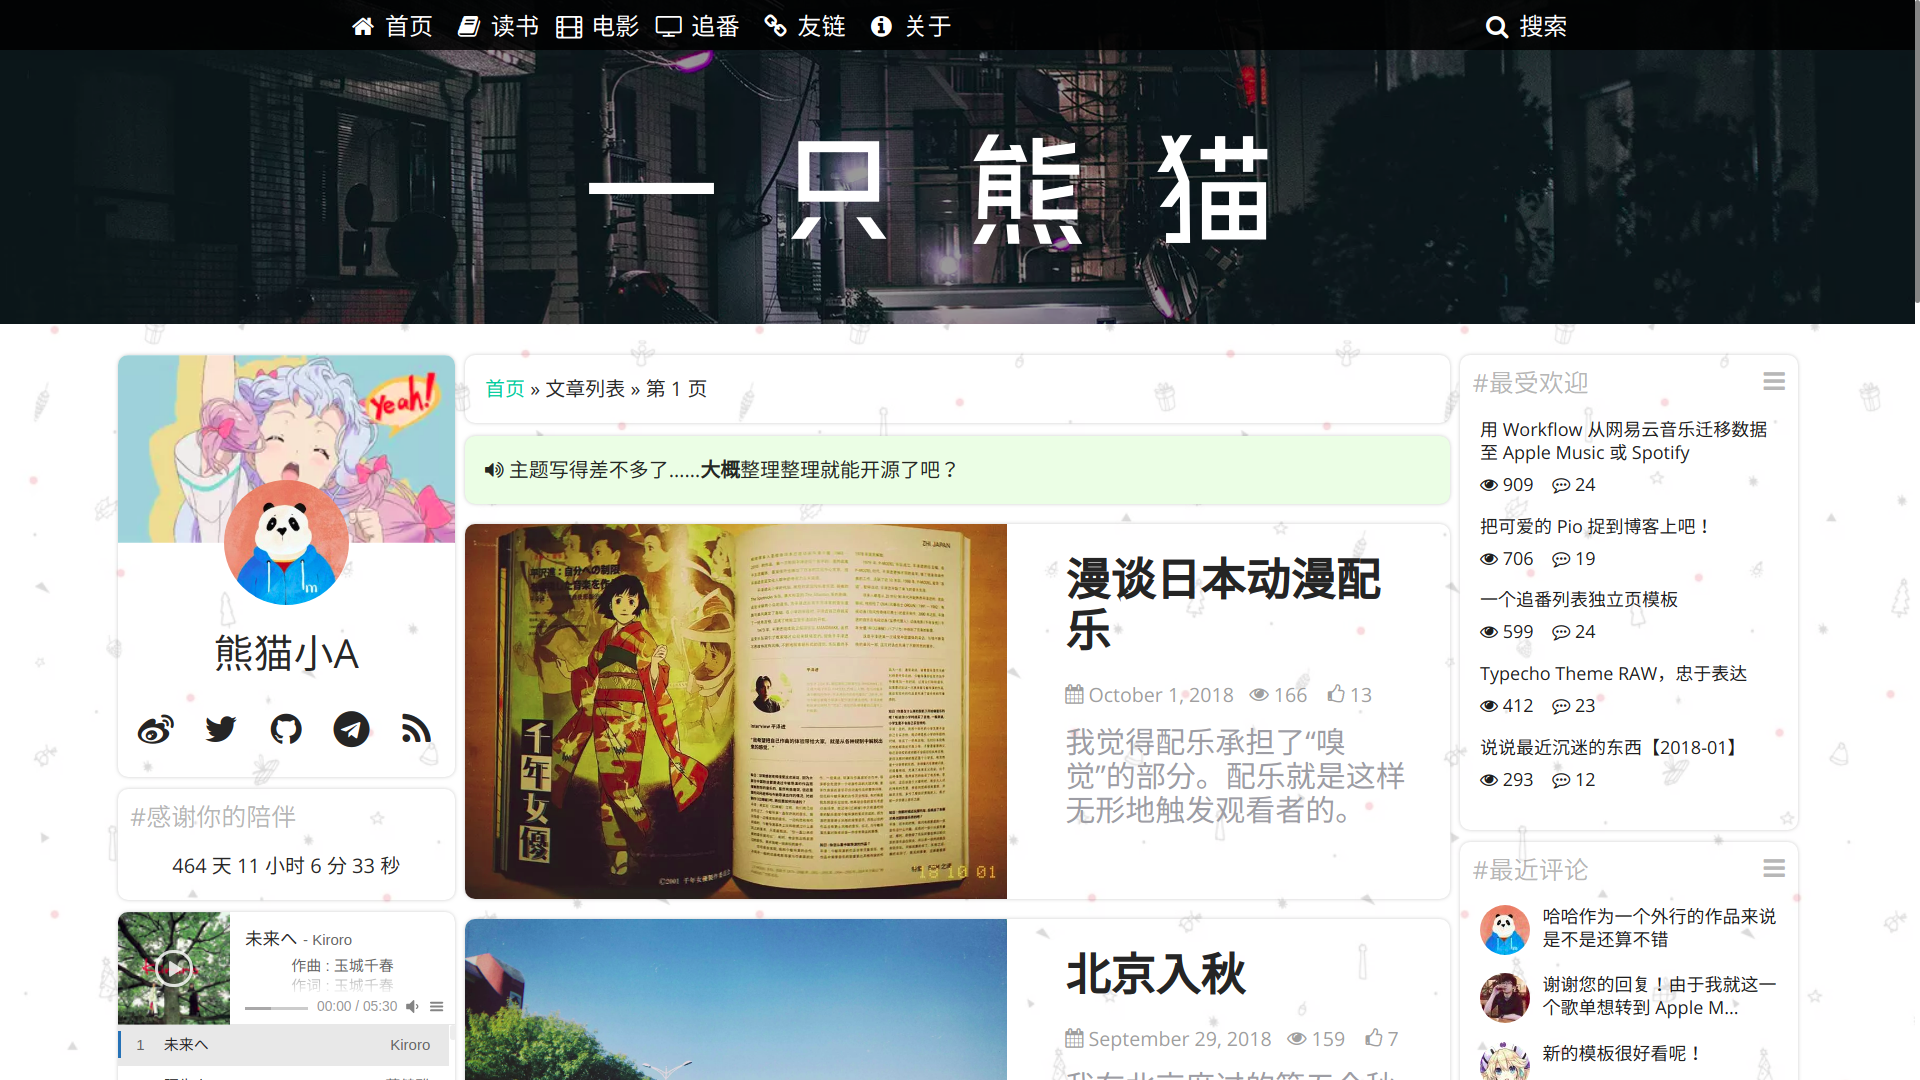 首页 读书 电影 追番 友链 关于 搜索
一只熊猫
yeah!
熊猫小A
#感谢你的陪伴
464 天 11 小时 6 分 33 秒
未来へ - Kiroro
作曲 : 玉城千春
作词 : 玉城千春
00:00 / 05:30
1 未来へ Kiroro
首页 » 文章列表 » 第 1 页
主题写得差不多了……大概整理整理就能开源了吧？
ZHI JAPAN
千年女優
18 10 01
漫谈日本动漫配
乐
October 1, 2018 166 13
我觉得配乐承担了“嗅
觉”的部分。配乐就是这样
无形地触发观看者的。
北京入秋
September 29, 2018 159 7
#最受欢迎
用 Workflow 从网易云音乐迁移数据
至 Apple Music 或 Spotify
909 24
把可爱的 Pio 捉到博客上吧！
706 19
一个追番列表独立页模板
599 24
Typecho Theme RAW，忠于表达
412 23
说说最近沉迷的东西【2018-01】
293 12
#最近评论
哈哈作为一个外行的作品来说
是不是还算不错
谢谢您的回复！由于我就这一
个歌单想转到 Apple M...
新的模板很好看呢！